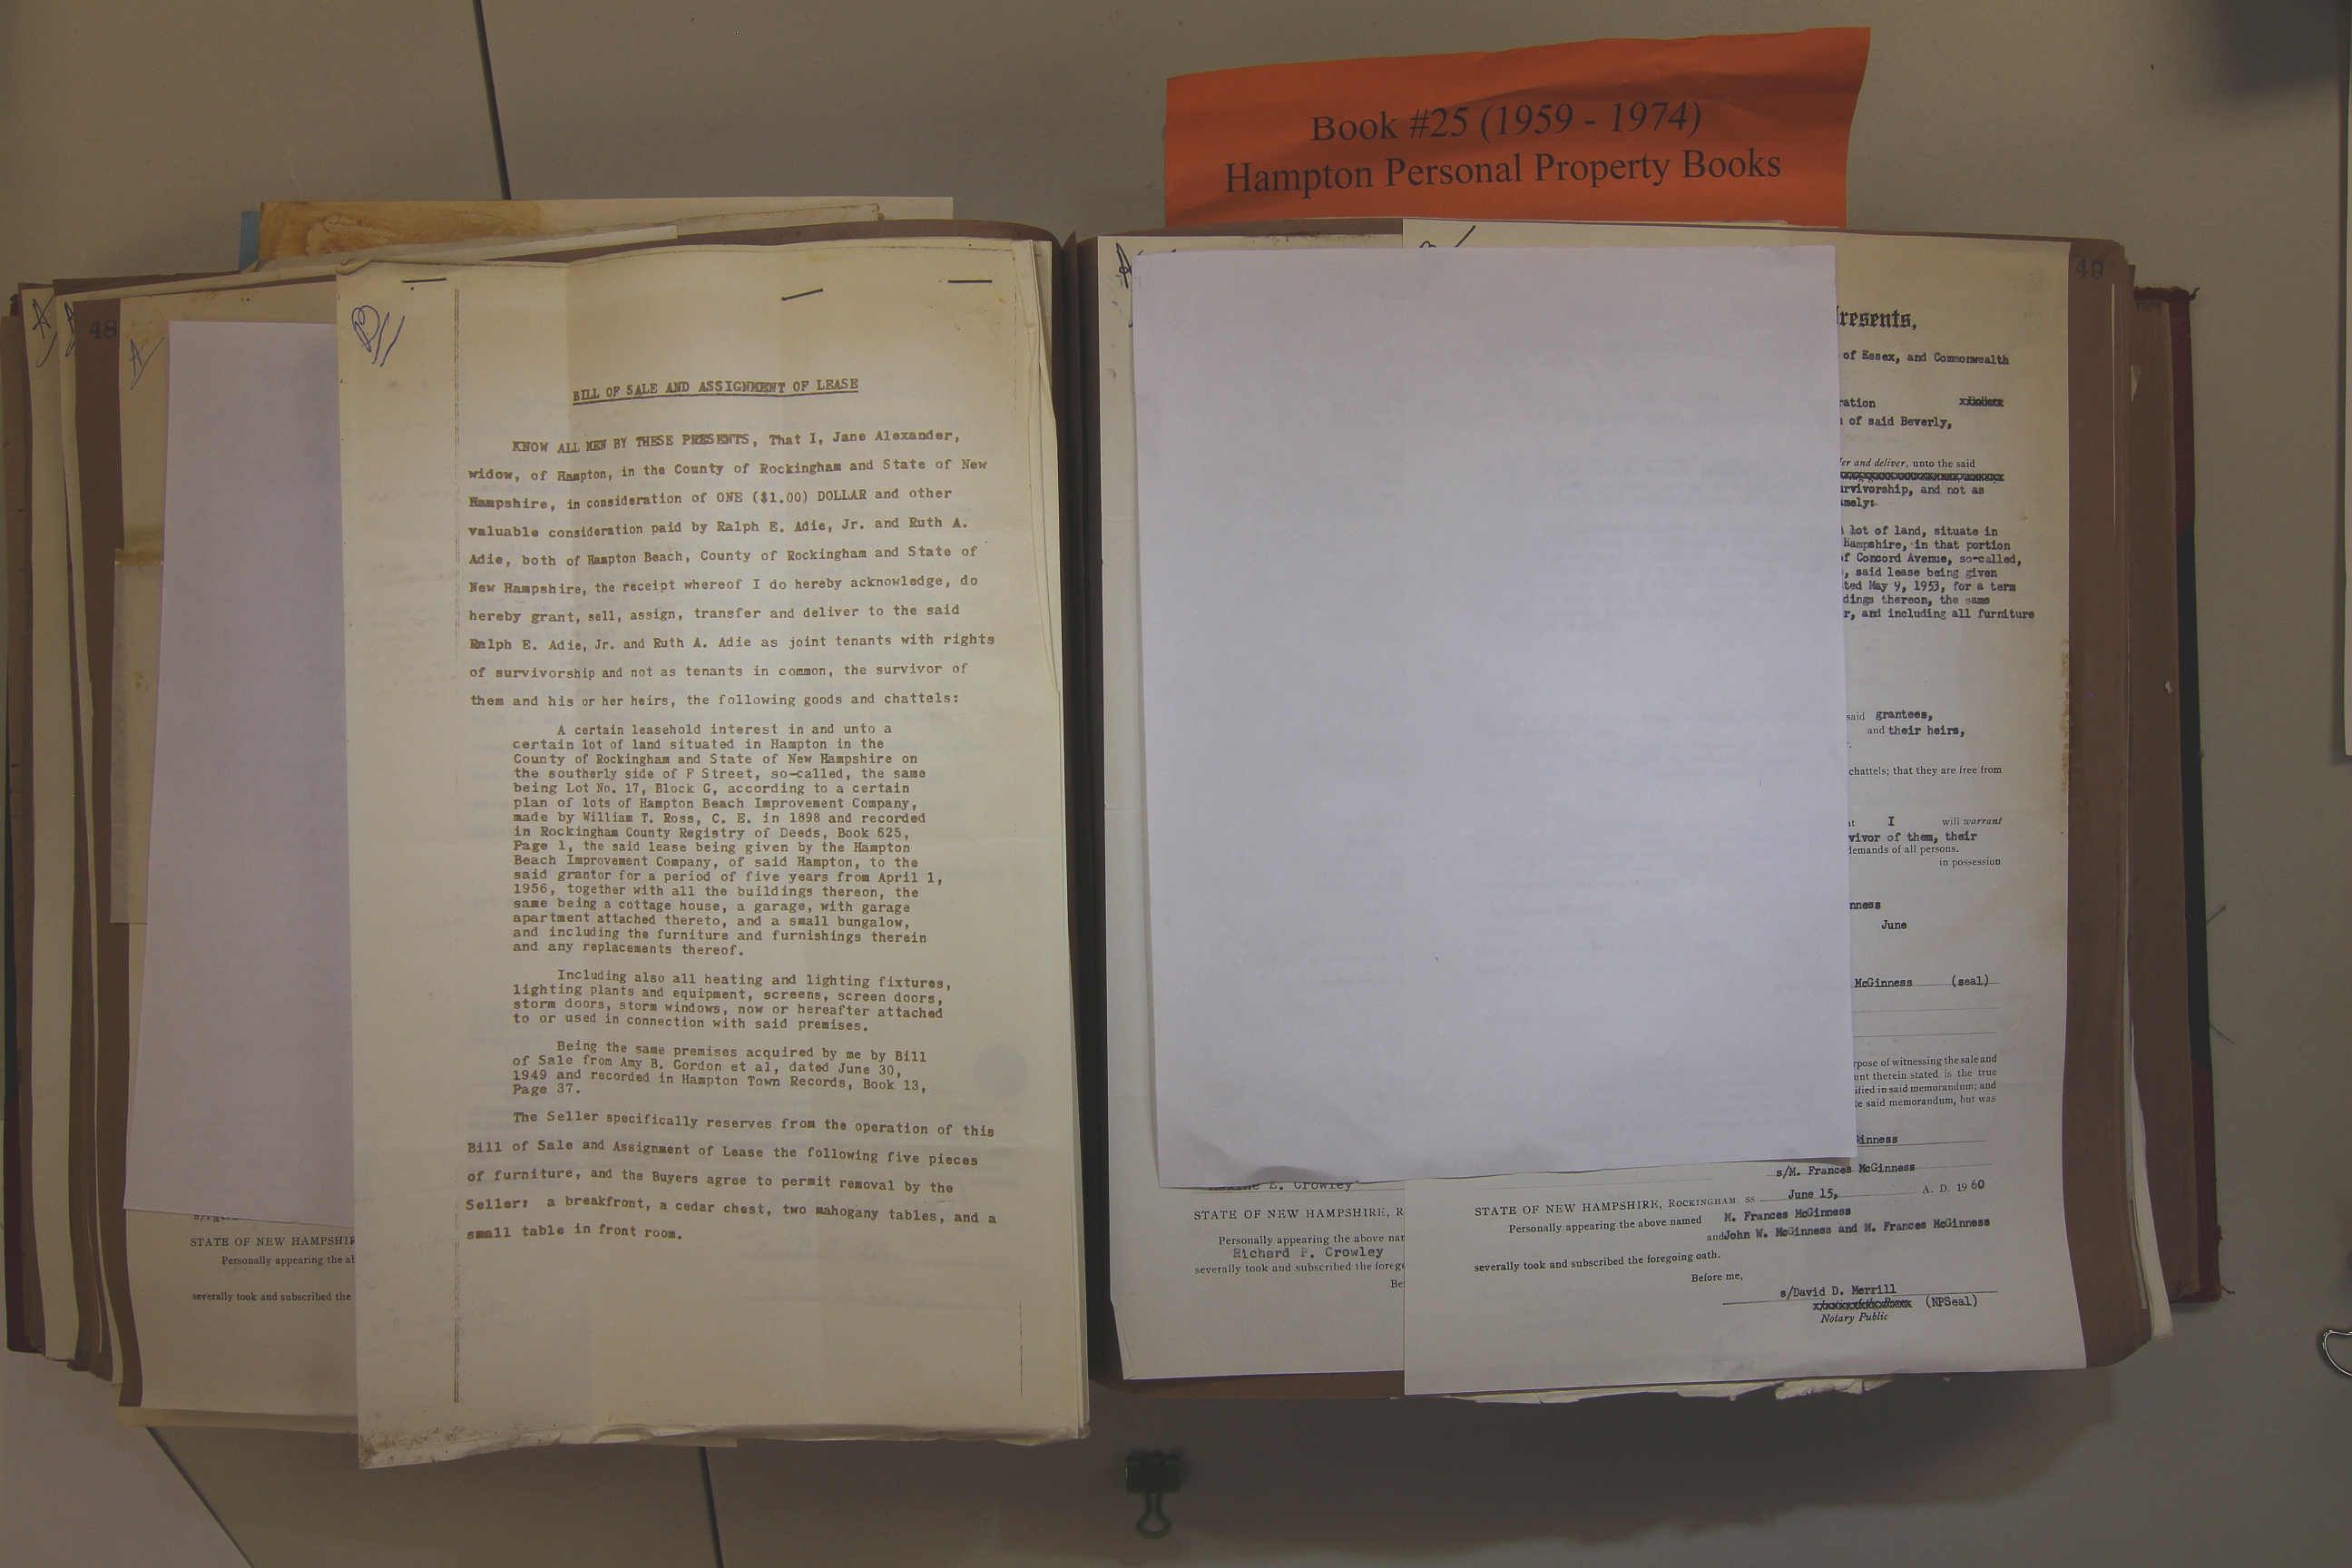 Book #25 (1959 - 1974)
Hampton Personal Property Books
48
BILL OF SALE AND ASSIGNMENT OF LEASE
KNOW ALL MEN BY THESE PRESENTS, That I, Jane Alexander,
widow, of Hampton, in the County of Rockingham and State of New
Hampshire, in consideration of ONE ($1.00) DOLLAR and other
valuable consideration paid by Ralph E. Adie, Jr. and Ruth A.
Adie, both of Hampton Beach, County of Rockingham and State of
New Hampshire, the receipt whereof I do hereby acknowledge, do
hereby grant, sell, assign, transfer and deliver to the said
Ralph E. Adie, Jr. and Ruth A. Adie as joint tenants with rights
of survivorship and not as tenants in common, the survivor of
them and his or her heirs, the following goods and chattels:
A certain leasehold interest in and unto a
certain lot of land situated in Hampton in the
County of Rockingham and State of New Hampshire on
the southerly side of F Street, so-called, the same
being Lot No. 17, Block G, according to a certain
plan of lots of Hampton Beach Improvement Company,
made by William T. Ross, C. E. in 1898 and recorded
in Rockingham County Registry of Deeds, Book 625,
Page 1, the said lease being given by the Hampton
Beach Improvement Company, of said Hampton, to the
said grantor for a period of five years from April 1,
1956, together with all the buildings thereon, the
same being a cottage house, a garage, with garage
apartment attached thereto, and a small bungalow,
and including the furniture and furnishings therein
and any replacements thereof.
Including also all heating and lighting fixtures,
lighting plants and equipment, screens, screen doors,
storm doors, storm windows, now or hereafter attached
to or used in connection with said premises.
Being the same premises acquired by me by Bill
of Sale from Amy B. Gordon et al, dated June 30,
1949 and recorded in Hampton Town Records, Book 13,
Page 37.
The Seller specifically reserves from the operation of this
Bill of Sale and Assignment of Lease the following five pieces
of furniture, and the Buyers agree to permit removal by the
Seller: a breakfront, a cedar chest, two mahogany tables, and a
small table in front room.
STATE OF NEW HAMPSHIR
Personally appearing the ab
severally took and subscribed the
49
resents,
of Essex, and Commonwealth
ration
of said Beverly,
er and deliver, unto the said
urvivorship, and not as
mely:
lot of land, situate in
Hampshire, in that portion
of Concord Avenue, so-called,
, said lease being given
ted May 9, 1953, for a term
dings thereon, the same
r, and including all furniture
said grantees,
and their heirs,
chattels; that they are free from
at I will warrant
vivor of them, their
demands of all persons.
in possession
nness
June
McGinness (seal)
rpose of witnessing the sale and
unt therein stated is the true
ified in said memorandum; and
te said memorandum, but was
Ginness
s/M. Frances McGinness
STATE OF NEW HAMPSHIRE, ROCKINGHAM. SS June 15, A. D. 1960
Personally appearing the above named M. Frances McGinness
and John W. McGinness and M. Frances McGinness
severally took and subscribed the foregoing oath.
Before me,
s/David D. Merrill
(NPSeal)
Notary Public
E. Crowley
STATE OF NEW HAMPSHIRE, R
Personally appearing the above nam
Richard P. Crowley
severally took and subscribed the forego
Be